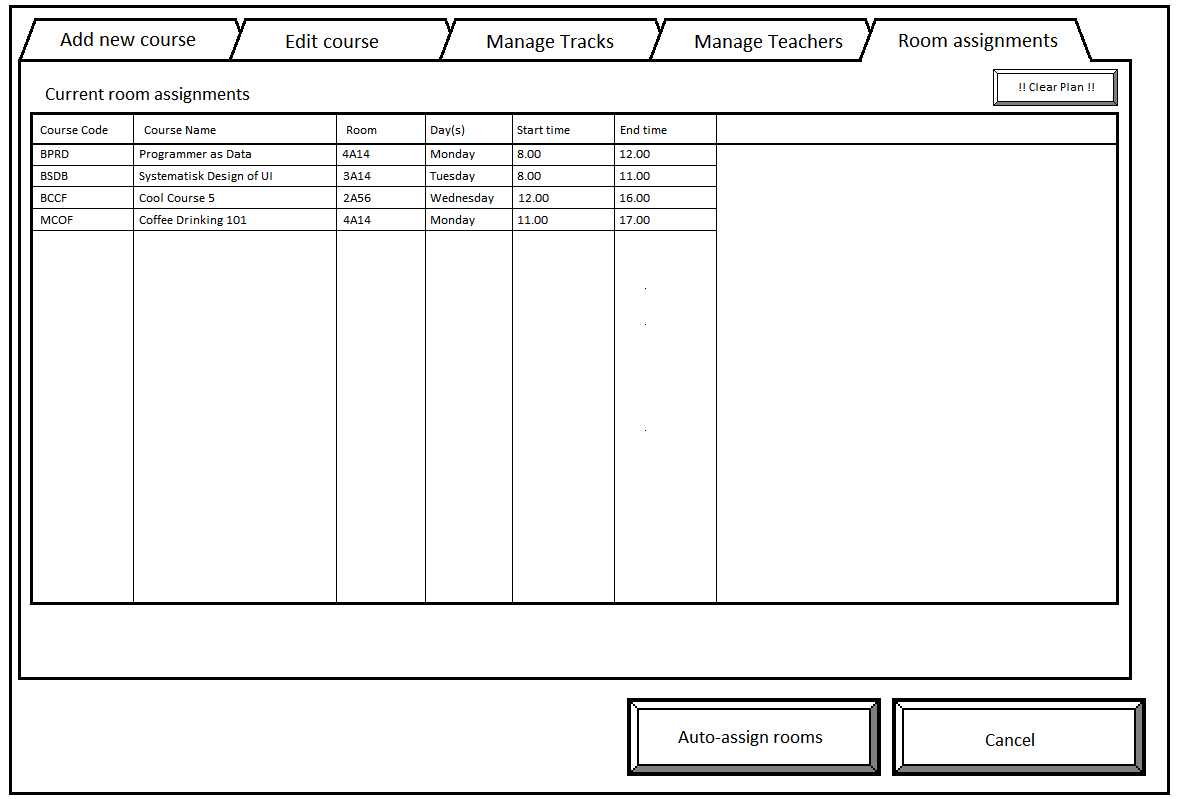 Add new course Edit course Manage Tracks Manage Teachers Room assignments
Current room assignments !! Clear Plan !!
Course Code Course Name Room Day(s) Start time End time
BPRD Programmer as Data 4A14 Monday 8.00 12.00
BSDB Systematisk Design of UI 3A14 Tuesday 8.00 11.00
BCCF Cool Course 5 2A56 Wednesday 12.00 16.00
MCOF Coffee Drinking 101 4A14 Monday 11.00 17.00
Auto-assign rooms Cancel